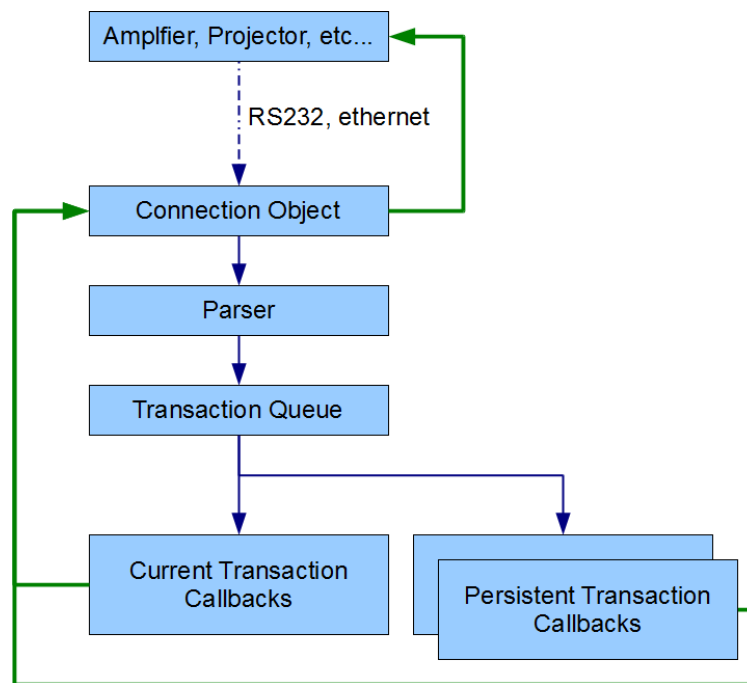 Amplfier, Projector, etc...
RS232, ethernet
Connection Object
Parser
Transaction Queue
Current Transaction
Callbacks
Persistent Transaction
Callbacks